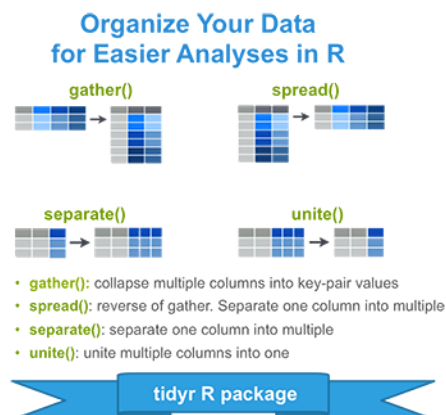 Organize Your Data
for Easier Analyses in R
gather()
spread()
separate()
unite()
• gather(): collapse multiple columns into key-pair values
• spread(): reverse of gather. Separate one column into multiple
• separate(): separate one column into multiple
• unite(): unite multiple columns into one
tidyr R package